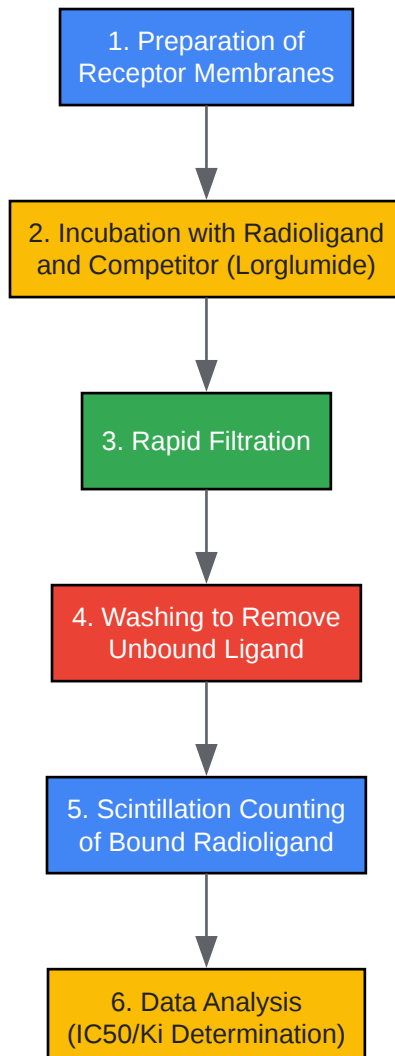 1. Preparation of
Receptor Membranes
2. Incubation with Radioligand
and Competitor (Lorglumide)
3. Rapid Filtration
4. Washing to Remove
Unbound Ligand
5. Scintillation Counting
of Bound Radioligand
6. Data Analysis
(IC50/Ki Determination)